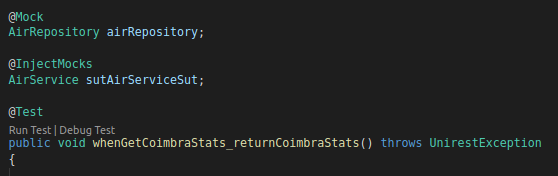 @Mock
AirRepository airRepository;
@InjectMocks
AirService sutAirServiceSut;
@Test
Run Test | Debug Test
public void whenGetCoimbraStats_returnCoimbraStats() throws UnirestException
{